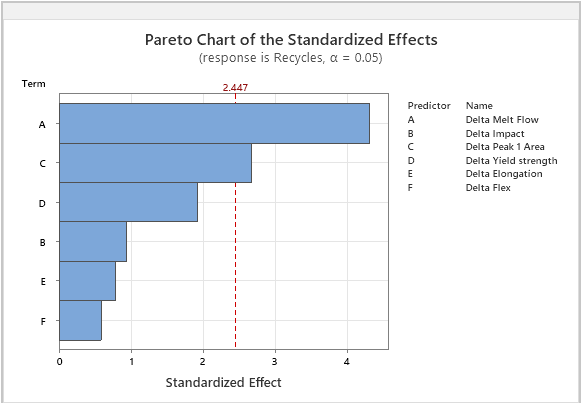 Pareto Chart of the Standardized Effects
(response is Recycles, α = 0.05)
Term
2.447
A
C
D
B
E
F
0 1 2 3 4
Standardized Effect
Predictor Name
A Delta Melt Flow
B Delta Impact
C Delta Peak 1 Area
D Delta Yield strength
E Delta Elongation
F Delta Flex